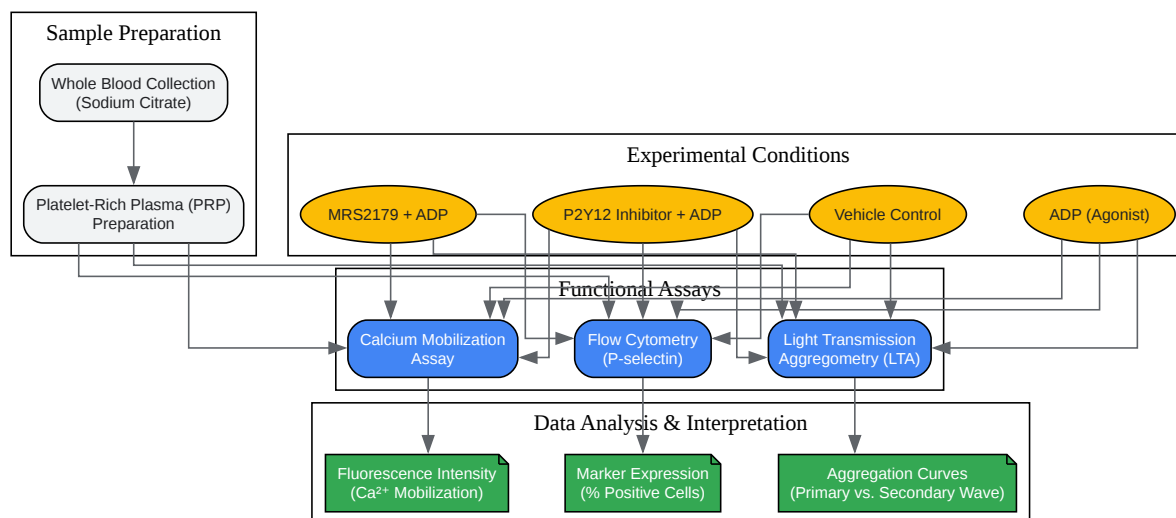 Sample Preparation
Whole Blood Collection
(Sodium Citrate)
Platelet-Rich Plasma (PRP)
Preparation
Experimental Conditions
MRS2179 + ADP
P2Y12 Inhibitor + ADP
Vehicle Control
ADP (Agonist)
Functional Assays
Calcium Mobilization
Assay
Flow Cytometry
(P-selectin)
Light Transmission
Aggregometry (LTA)
Data Analysis & Interpretation
Fluorescence Intensity
(Ca²⁺ Mobilization)
Marker Expression
(% Positive Cells)
Aggregation Curves
(Primary vs. Secondary Wave)